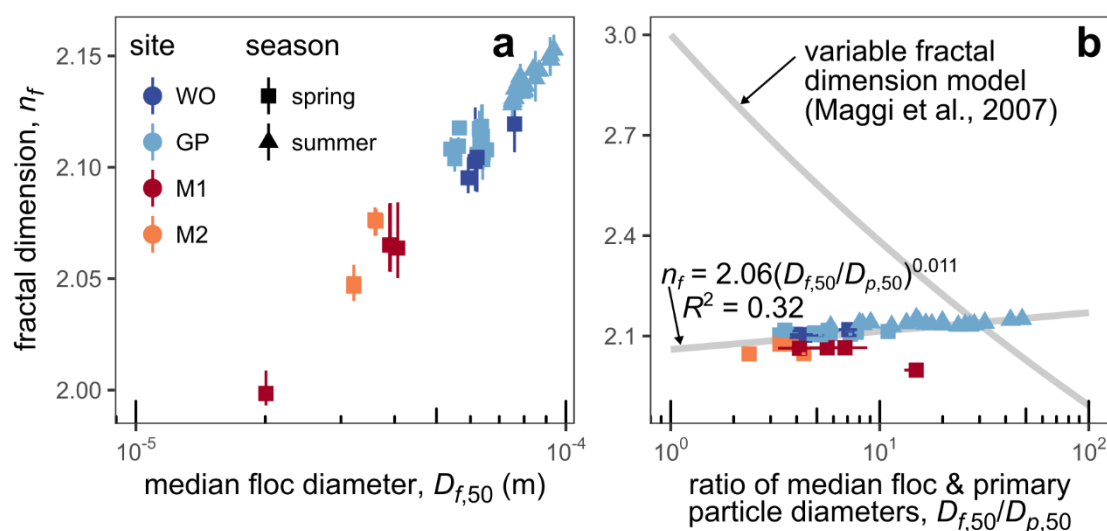 a
site
season
WO
GP
M1
M2
spring
summer
fractal dimension, n_f
2.15
2.10
2.05
2.00
10^-5
10^-4
median floc diameter, D_f,50 (m)
b
variable fractal
dimension model
(Maggi et al., 2007)
n_f = 2.06(D_f,50/D_p,50)^0.011
R^2 = 0.32
3.0
2.7
2.4
2.1
10^0
10^1
10^2
ratio of median floc & primary
particle diameters, D_f,50/D_p,50